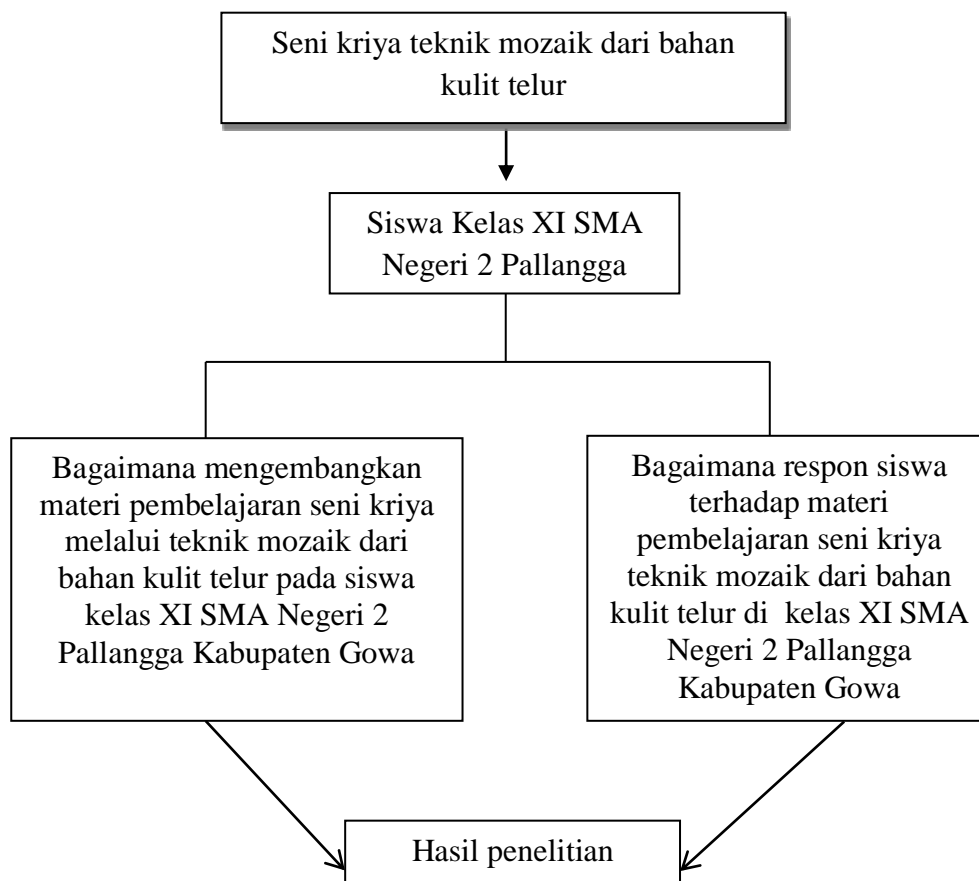 Seni kriya teknik mozaik dari bahan
kulit telur
Siswa Kelas XI SMA
Negeri 2 Pallangga
Bagaimana mengembangkan
materi pembelajaran seni kriya
melalui teknik mozaik dari
bahan kulit telur pada siswa
kelas XI SMA Negeri 2
Pallangga Kabupaten Gowa
Bagaimana respon siswa
terhadap materi
pembelajaran seni kriya
teknik mozaik dari bahan
kulit telur di kelas XI SMA
Negeri 2 Pallangga
Kabupaten Gowa
Hasil penelitian